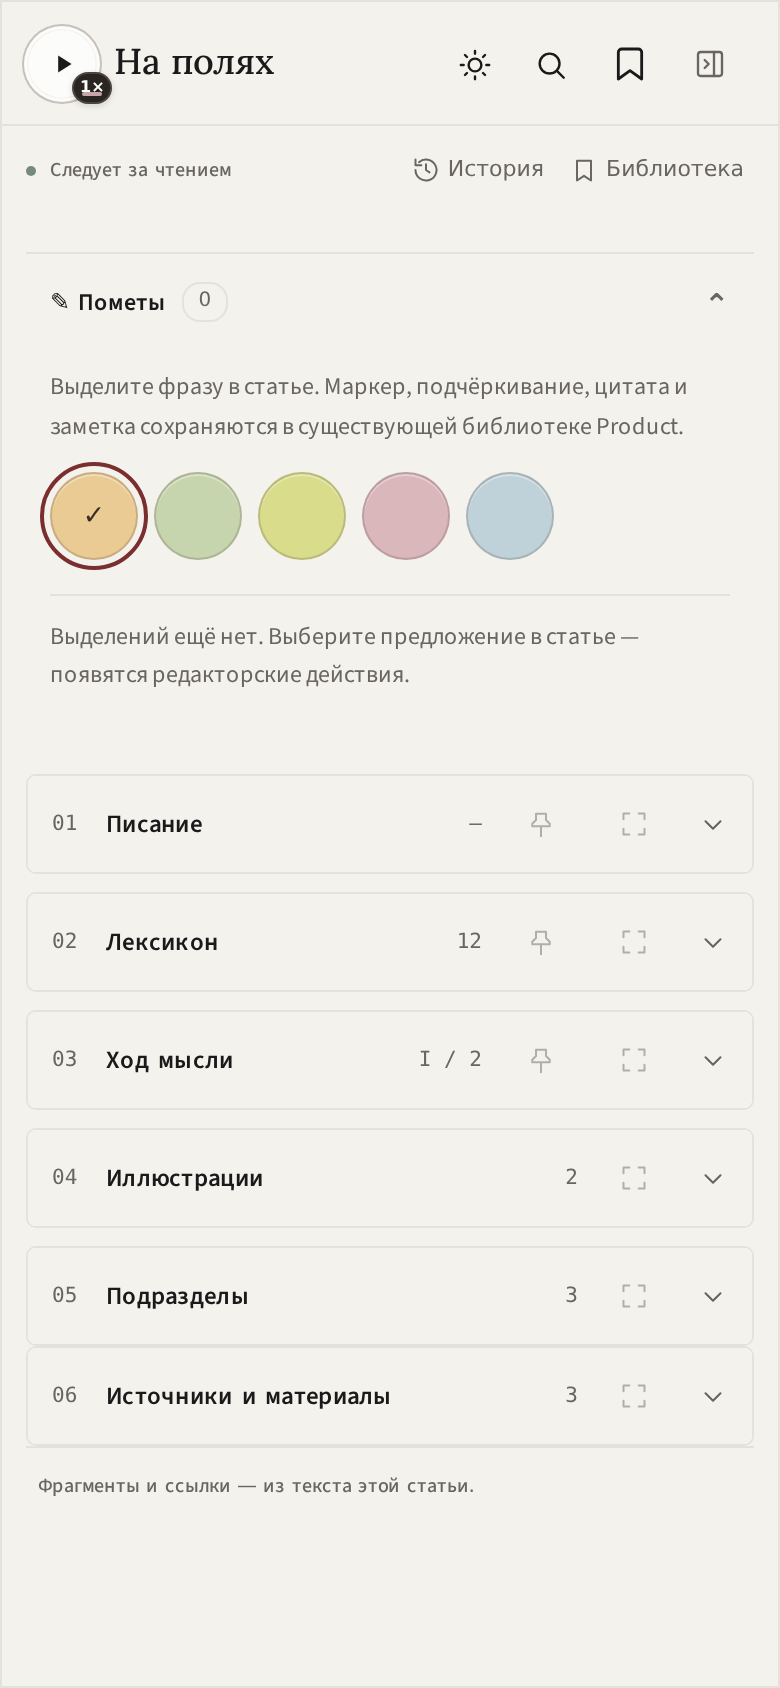 На полях
1×
Следует за чтением
История
Библиотека
✎ Пометы 0
Выделите фразу в статье. Маркер, подчёркивание, цитата и
заметка сохраняются в существующей библиотеке Product.
✓
Выделений ещё нет. Выберите предложение в статье —
появятся редакторские действия.
01 Писание —
02 Лексикон 12
03 Ход мысли I / 2
04 Иллюстрации 2
05 Подразделы 3
06 Источники и материалы 3
Фрагменты и ссылки — из текста этой статьи.